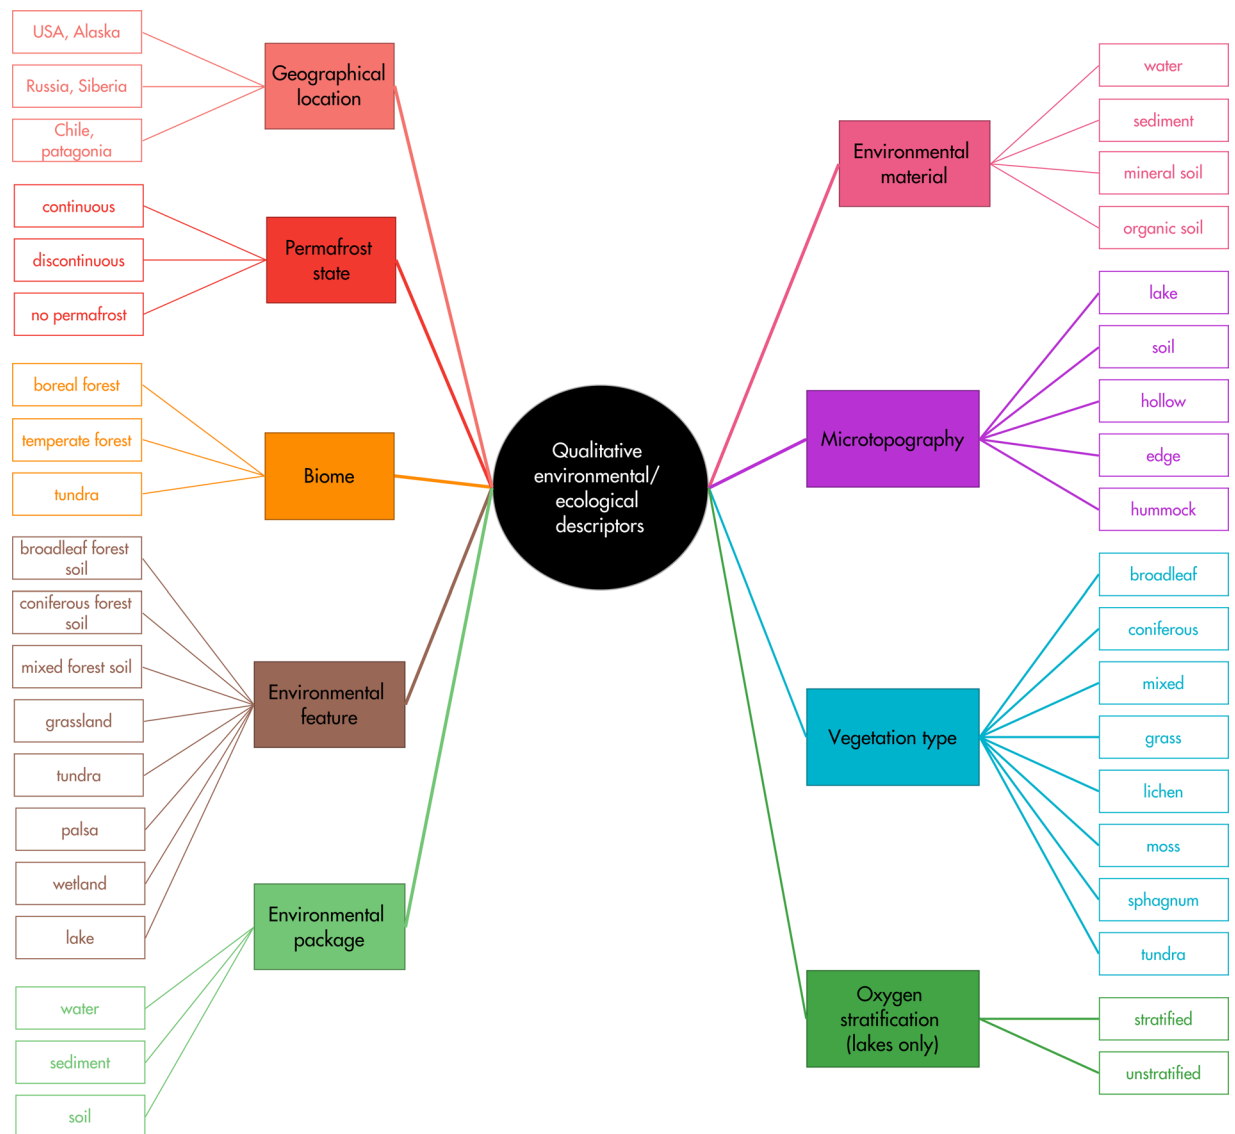 USA, Alaska
Russia, Siberia
Chile,
patagonia
Geographical
location
continuous
discontinuous
no permafrost
Permafrost
state
boreal forest
temperate forest
tundra
Biome
broadleaf forest
soil
coniferous forest
soil
mixed forest soil
grassland
tundra
palsa
wetland
lake
Environmental
feature
water
sediment
soil
Environmental
package
Qualitative
environmental/
ecological
descriptors
Environmental
material
water
sediment
mineral soil
organic soil
Microtopography
lake
soil
hollow
edge
hummock
Vegetation type
broadleaf
coniferous
mixed
grass
lichen
moss
sphagnum
tundra
Oxygen
stratification
(lakes only)
stratified
unstratified